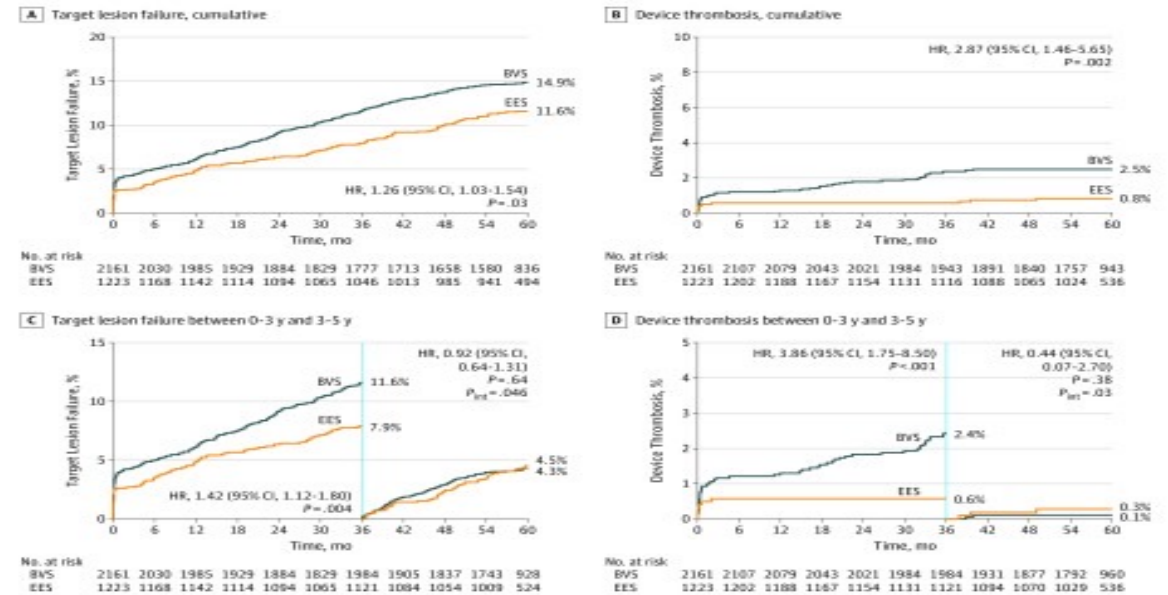 A Target lesion failure, cumulative
20
15
10
5
0
Target Lesion Failure, %
BVS
14.9%
EES
11.6%
HR, 1.26 (95% CI, 1.03-1.54)
P=.03
0 6 12 18 24 30 36 42 48 54 60
Time, mo
No. at risk
BVS 2161 2030 1985 1929 1884 1829 1777 1713 1658 1580 836
EES 1223 1168 1142 1114 1094 1065 1046 1013 985 941 494
B Device thrombosis, cumulative
10
8
6
4
2
0
Device Thrombosis, %
HR, 2.87 (95% CI, 1.46-5.65)
P=.002
BVS
2.5%
EES
0.8%
0 6 12 18 24 30 36 42 48 54 60
Time, mo
No. at risk
BVS 2161 2107 2079 2043 2021 1984 1943 1891 1840 1757 943
EES 1223 1202 1188 1167 1154 1131 1116 1088 1065 1024 536
C Target lesion failure between 0-3 y and 3-5 y
15
10
5
0
Target Lesion Failure, %
HR, 0.92 (95% CI,
0.64-1.31)
P=.64
Pint=.046
BVS
11.6%
EES
7.9%
4.5%
4.3%
HR, 1.42 (95% CI, 1.12-1.80)
P=.004
0 6 12 18 24 30 36 42 48 54 60
Time, mo
No. at risk
BVS 2161 2030 1985 1929 1884 1829 1984 1905 1837 1743 928
EES 1223 1168 1142 1114 1094 1065 1121 1084 1054 1009 524
D Device thrombosis between 0-3 y and 3-5 y
5
4
3
2
1
0
Device Thrombosis, %
HR, 3.86 (95% CI, 1.75-8.50)
P<.001
HR, 0.44 (95% CI,
0.07-2.70)
P=.38
Pint=.03
BVS
2.4%
EES
0.6%
0.3%
0.1%
0 6 12 18 24 30 36 42 48 54 60
Time, mo
No. at risk
BVS 2161 2107 2079 2043 2021 1984 1984 1931 1877 1792 960
EES 1223 1202 1188 1167 1154 1131 1121 1094 1070 1029 536